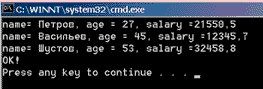 C:\WINNT\system32\cmd.exe
name= Петров, age = 27, salary =21550,5
name= Васильев, age = 45, salary =12345,7
name= Шустов, age = 53, salary =32458,8
OK!
Press any key to continue . . .